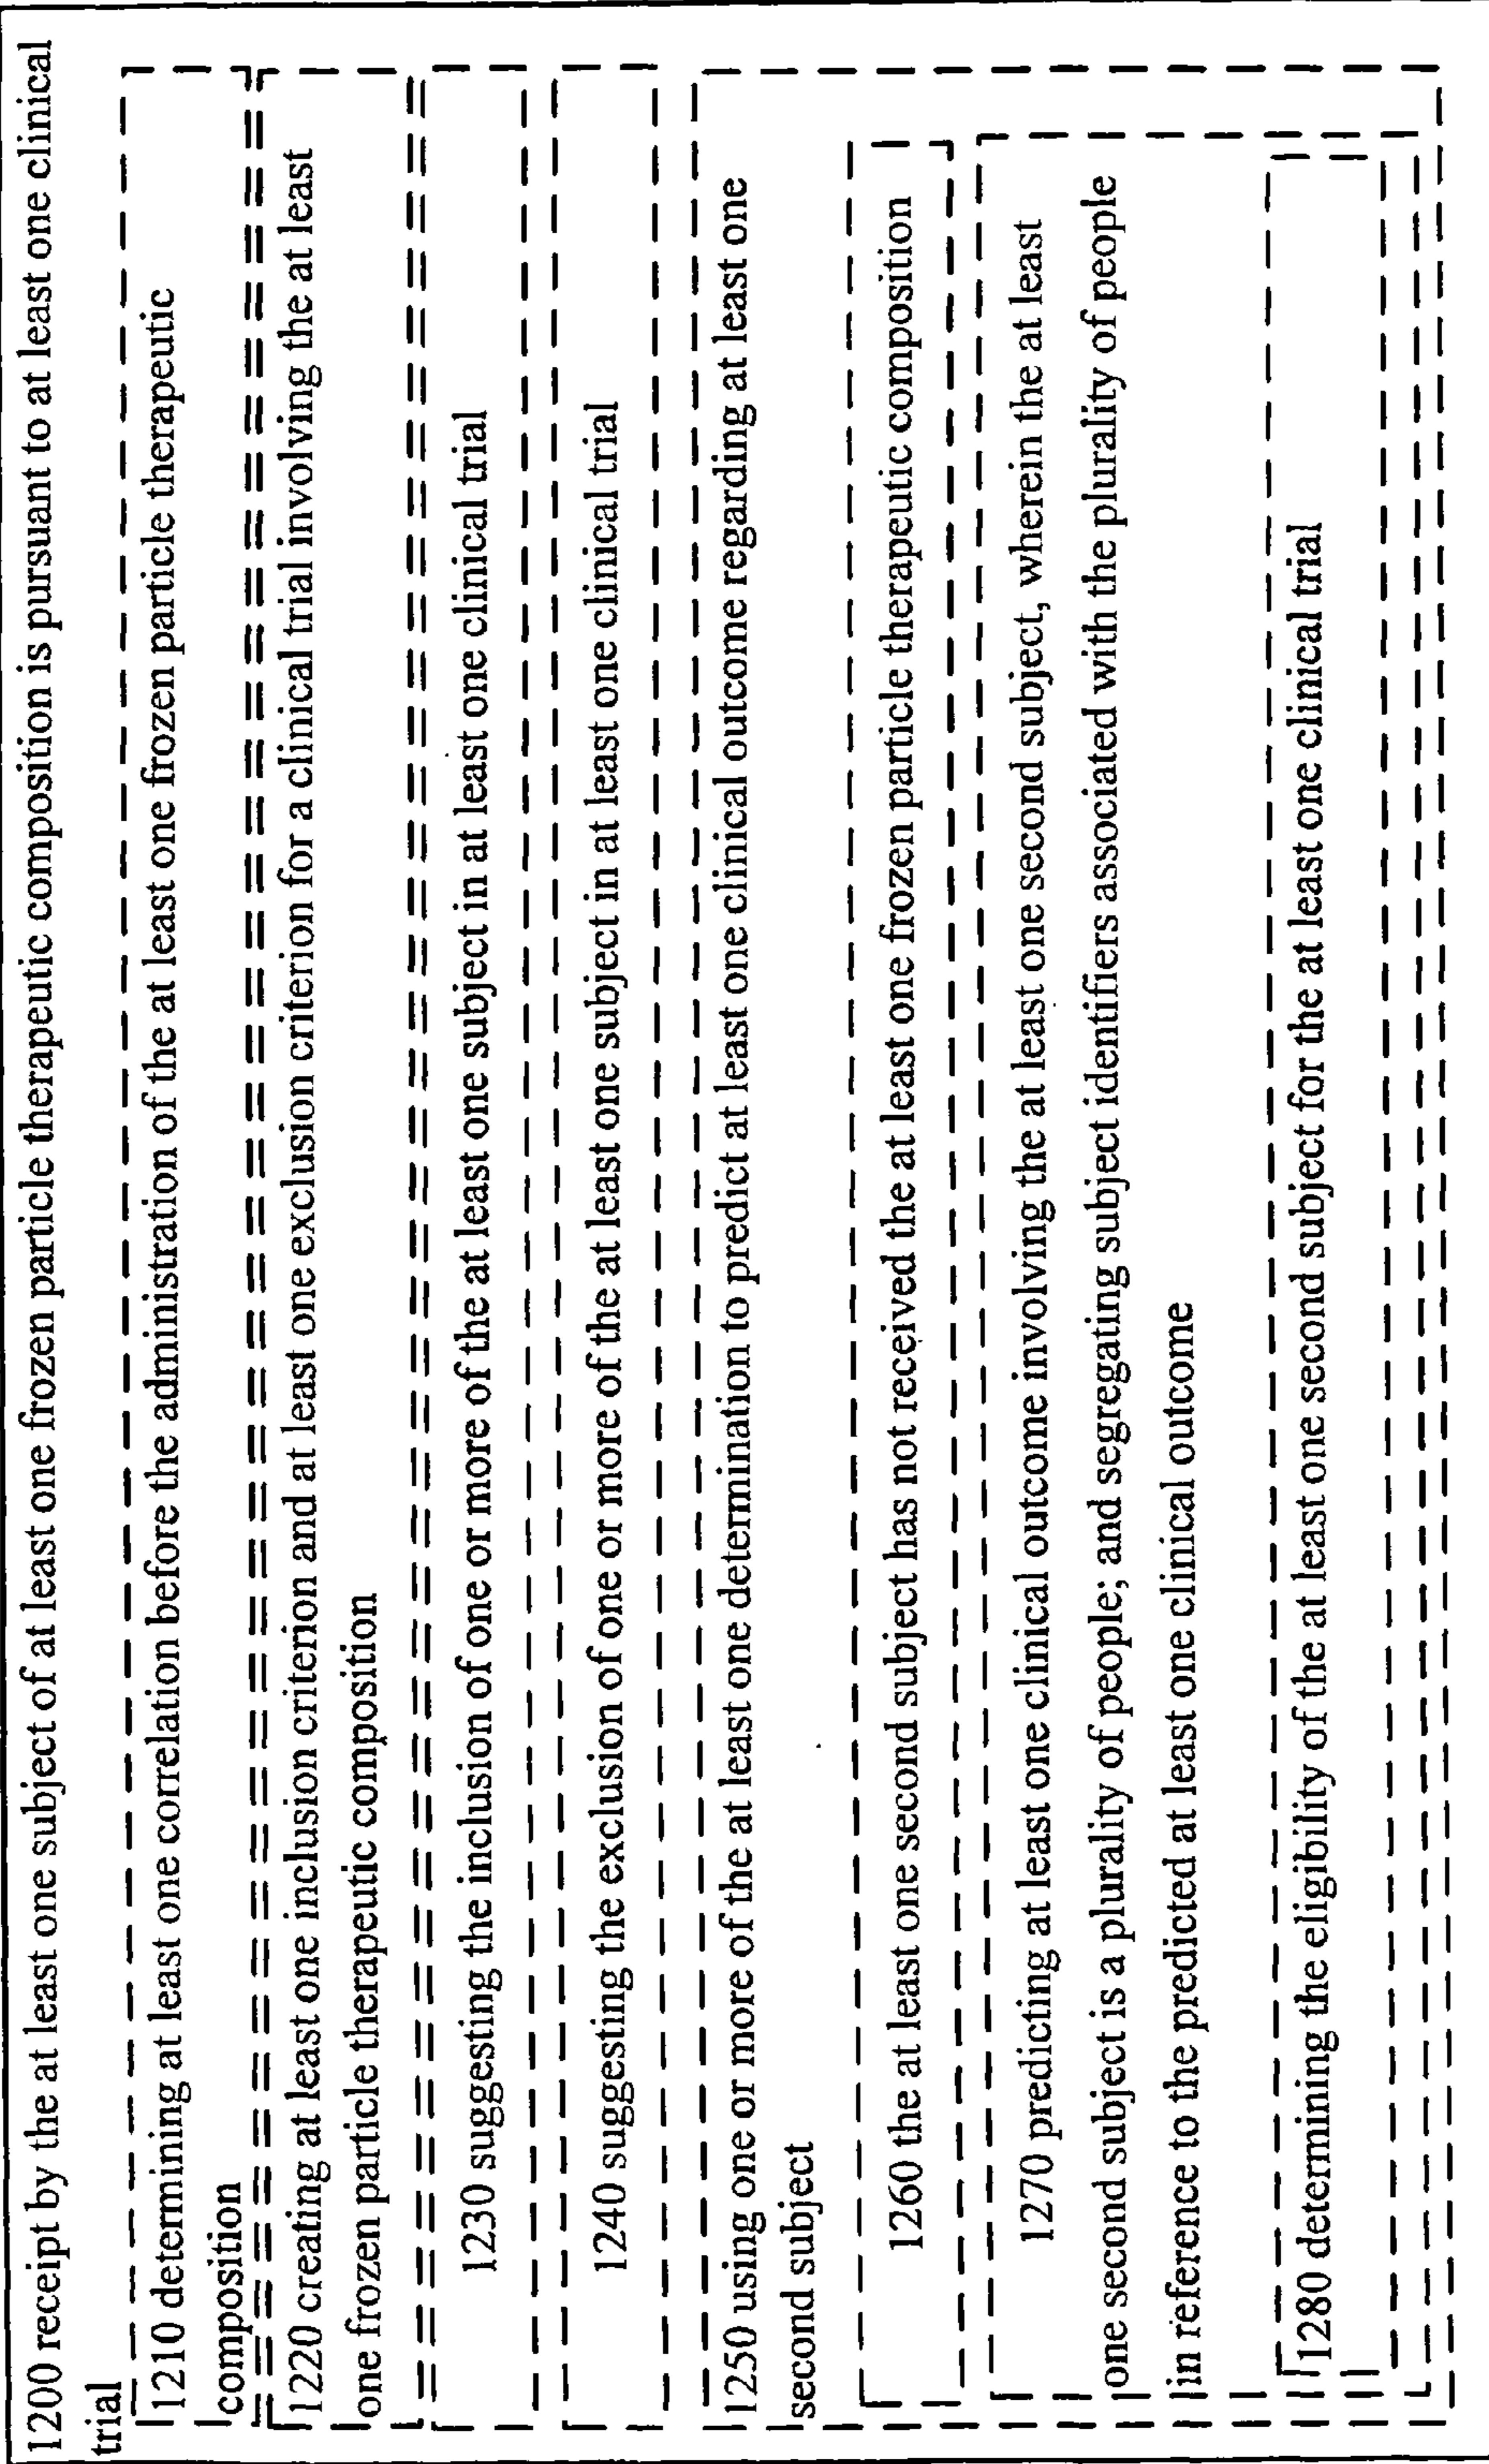 1200 receipt by the at least one subject of at least one frozen particle therapeutic composition is pursuant to at least one clinical
trial
1210 determining at least one correlation before the administration of the at least one frozen particle therapeutic
composition
1220 creating at least one inclusion criterion and at least one exclusion criterion for a clinical trial involving the at least
one frozen particle therapeutic composition
1230 suggesting the inclusion of one or more of the at least one subject in at least one clinical trial
1240 suggesting the exclusion of one or more of the at least one subject in at least one clinical trial
1250 using one or more of the at least one determination to predict at least one clinical outcome regarding at least one
second subject
1260 the at least one second subject has not received the at least one frozen particle therapeutic composition
1270 predicting at least one clinical outcome involving the at least one second subject, wherein the at least
one second subject is a plurality of people; and segregating subject identifiers associated with the plurality of people
in reference to the predicted at least one clinical outcome
1280 determining the eligibility of the at least one second subject for the at least one clinical trial